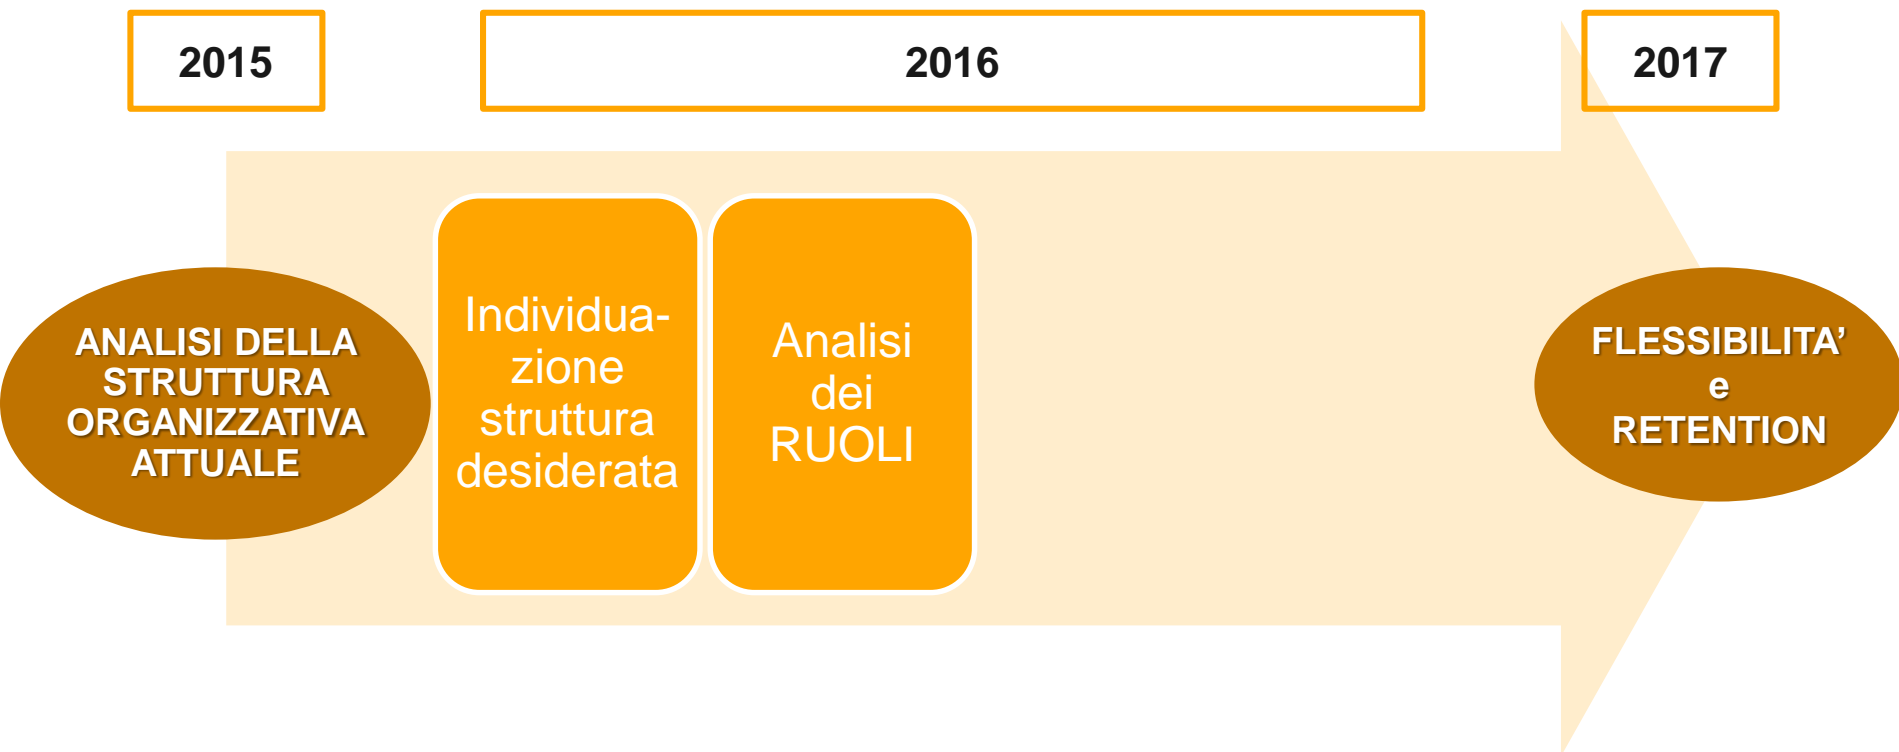 2015
2016
2017
ANALISI DELLA
STRUTTURA
ORGANIZZATIVA
ATTUALE
Individua-
zione
struttura
desiderata
Analisi
dei
RUOLI
FLESSIBILITA’
e
RETENTION